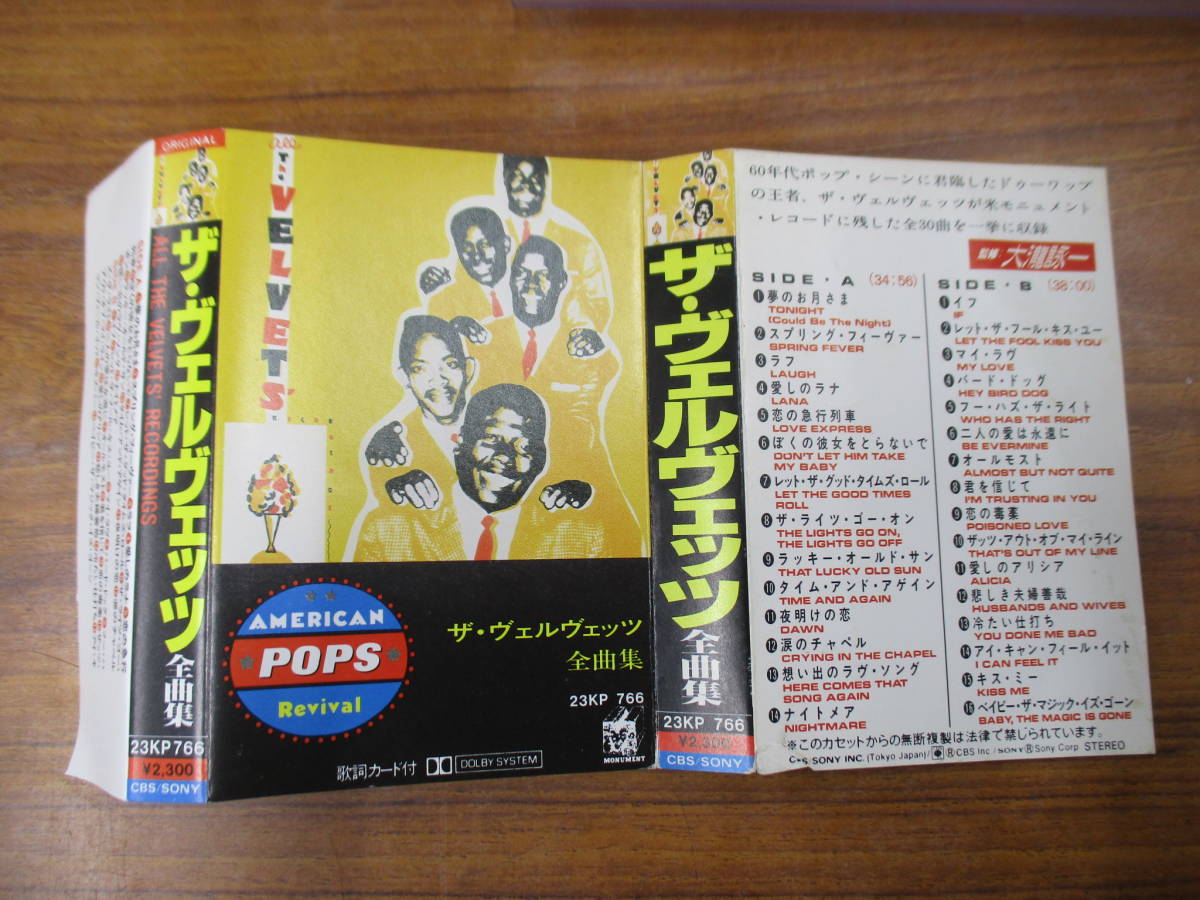 ORIGINAL
ザ・ヴェルヴェッツ 全曲集
ALL THE VELVETS' RECORDINGS
23KP 766
¥2,300
CBS/SONY
THE VELVETS'
AMERICAN
POPS
Revival
ザ・ヴェルヴェッツ
全曲集
23KP 766
MONUMENT
歌詞カード付
DOLBY SYSTEM
ザ・ヴェルヴェッツ 全曲集
23KP 766
¥2,300
CBS/SONY
60年代ポップ・シーンに君臨したドゥーワップ
の王者、ザ・ヴェルヴェッツが米モニュメント
・レコードに残した全30曲を一挙に収録
監修 大瀧詠一
SIDE・A (34:56)
❶夢のお月さま
TONIGHT
(Could Be The Night)
❷スプリング・フィーヴァー
SPRING FEVER
❸ラフ
LAUGH
❹愛しのラナ
LANA
❺恋の急行列車
LOVE EXPRESS
❻ぼくの彼女をとらないで
DON'T LET HIM TAKE
MY BABY
❼レット・ザ・グッド・タイムズ・ロール
LET THE GOOD TIMES
ROLL
❽ザ・ライツ・ゴー・オン
THE LIGHTS GO ON,
THE LIGHTS GO OFF
❾ラッキー・オールド・サン
THAT LUCKY OLD SUN
❿タイム・アンド・アゲイン
TIME AND AGAIN
⓫夜明けの恋
DAWN
⓬涙のチャペル
CRYING IN THE CHAPEL
⓭想い出のラヴ・ソング
HERE COMES THAT
SONG AGAIN
⓮ナイトメア
NIGHTMARE
SIDE・B (38:00)
❶イフ
IF
❷レット・ザ・フール・キス・ユー
LET THE FOOL KISS YOU
❸マイ・ラヴ
MY LOVE
❹バード・ドッグ
HEY BIRD DOG
❺フー・ハズ・ザ・ライト
WHO HAS THE RIGHT
❻二人の愛は永遠に
BE EVERMINE
❼オールモスト
ALMOST BUT NOT QUITE
❽君を信じて
I'M TRUSTING IN YOU
❾恋の毒薬
POISONED LOVE
❿ザッツ・アウト・オブ・マイ・ライン
THAT'S OUT OF MY LINE
⓫愛しのアリシア
ALICIA
⓬悲しき夫婦善哉
HUSBANDS AND WIVES
⓭冷たい仕打ち
YOU DONE ME BAD
⓮アイ・キャン・フィール・イット
I CAN FEEL IT
⓯キス・ミー
KISS ME
⓰ベイビー・ザ・マジック・イズ・ゴーン
BABY, THE MAGIC IS GONE
※このカセットからの無断複製は法律で禁じられています。
CBS/SONY INC. (Tokyo Japan)/ ®CBS Inc/SONY®Sony Corp STEREO